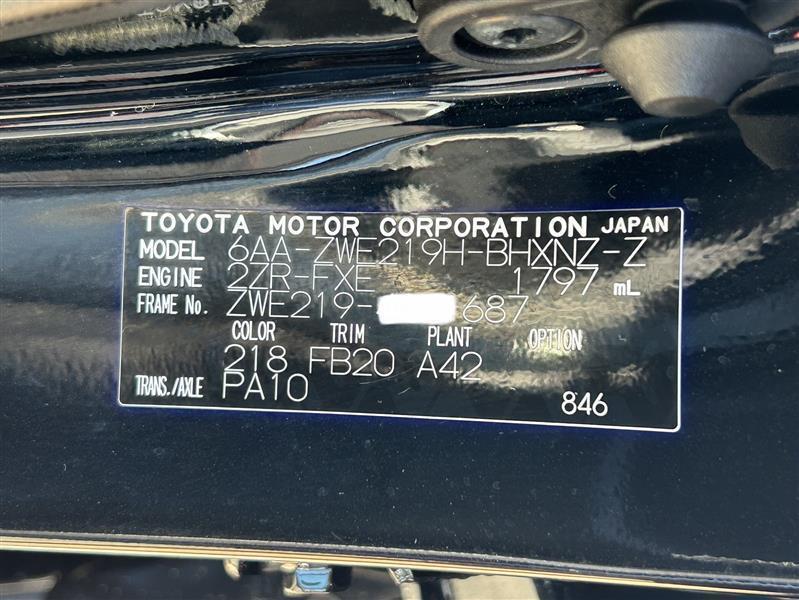 TOYOTA MOTOR CORPORATION JAPAN
MODEL 6AA-ZWE219H-BHXNZ-Z
ENGINE 2ZR-FXE 1797 mL
FRAME No. ZWE219- 687
COLOR TRIM PLANT OPTION
218 FB20 A42
TRANS./AXLE PA10 846